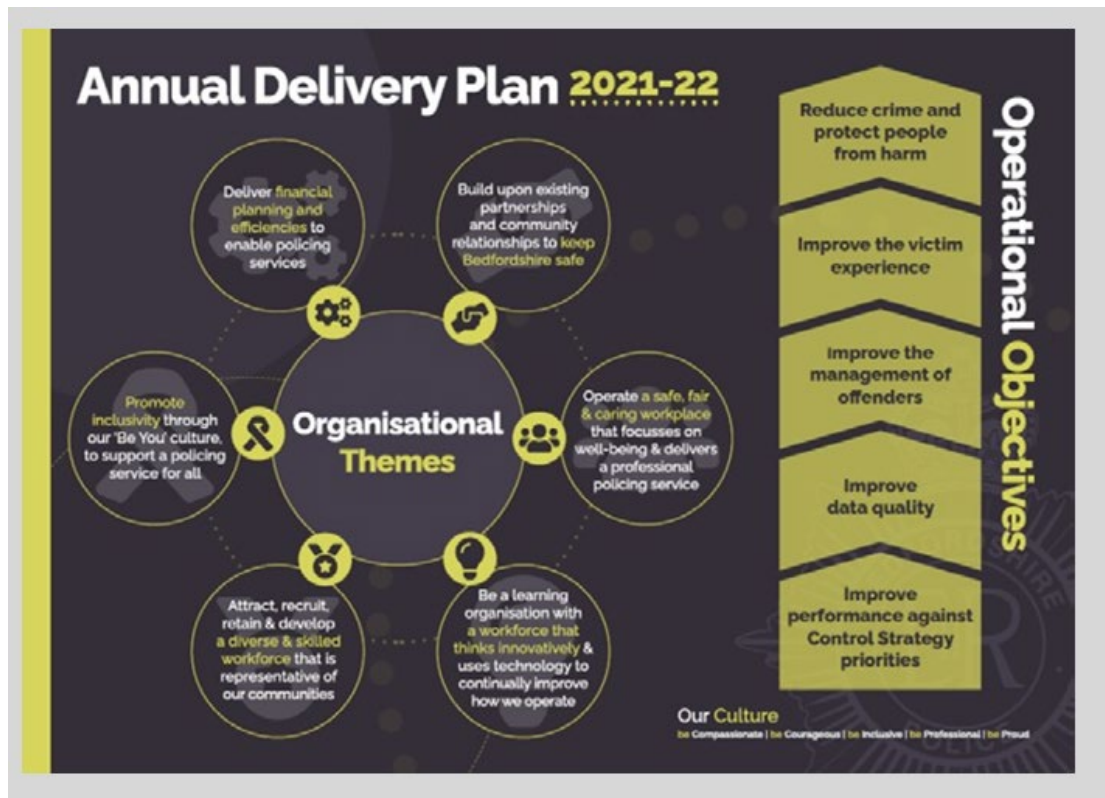 Annual Delivery Plan 2021-22
Deliver financial
planning and
efficiencies to
enable policing
services
Build upon existing
partnerships
and community
relationships to keep
Bedfordshire safe
Promote
inclusivity through
our 'Be You' culture,
to support a policing
service for all
Organisational
Themes
Operate a safe, fair
& caring workplace
that focusses on
well-being & delivers
a professional
policing service
Attract, recruit,
retain & develop
a diverse & skilled
workforce that is
representative of
our communities
Be a learning
organisation with
a workforce that
thinks innovatively &
uses technology to
continually improve
how we operate
Operational Objectives
Reduce crime and
protect people
from harm
Improve the victim
experience
Improve the
management of
offenders
Improve
data quality
Improve
performance against
Control Strategy
priorities
Our Culture
be Compassionate | be Courageous | be Inclusive | be Professional | be Proud
POLICE